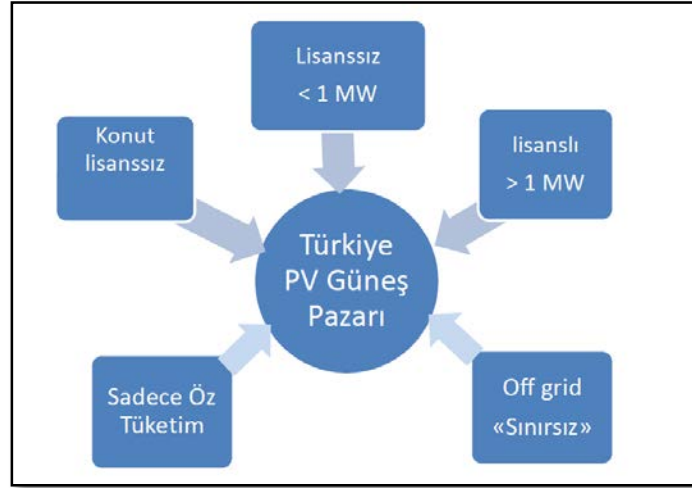 Lisanssız
< 1 MW
Konut
lisanssız
lisanslı
> 1 MW
Türkiye
PV Güneş
Pazarı
Sadece Öz
Tüketim
Off grid
«Sınırsız»